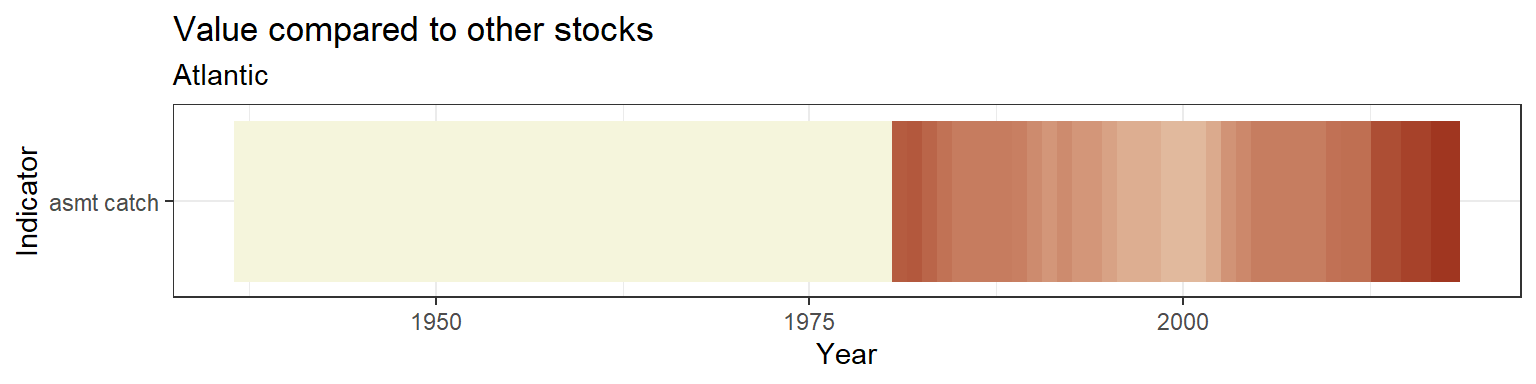 Value compared to other stocks
Atlantic
Indicator
asmt catch
1950 1975 2000
Year